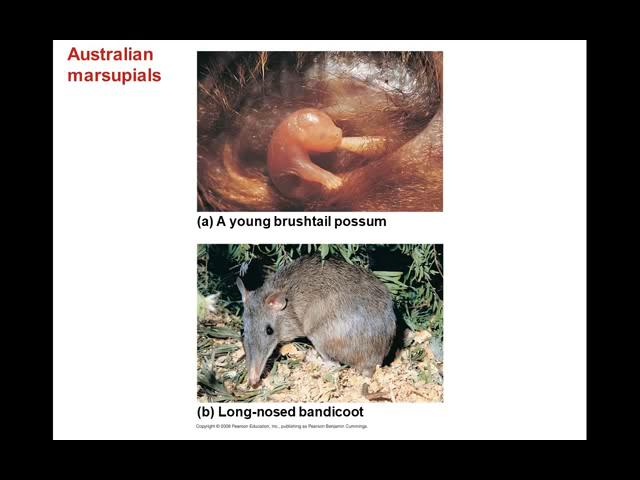 Australian
marsupials
(a) A young brushtail possum
(b) Long-nosed bandicoot
Copyright © 2008 Pearson Education, Inc., publishing as Pearson Benjamin Cummings.